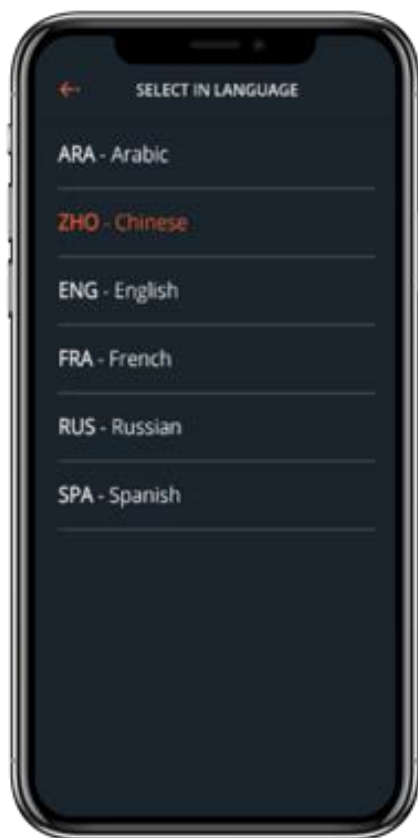 SELECT IN LANGUAGE
ARA - Arabic
ZHO - Chinese
ENG - English
FRA - French
RUS - Russian
SPA - Spanish